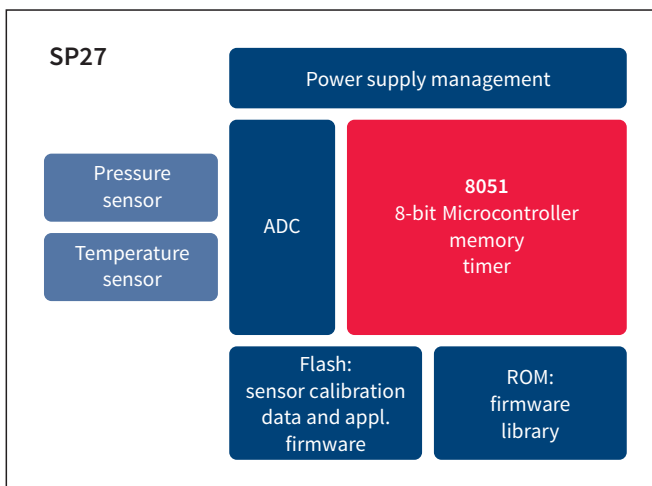 SP27
Power supply management
Pressure
sensor
Temperature
sensor
ADC
8051
8-bit Microcontroller
memory
timer
Flash:
sensor calibration
data and appl.
firmware
ROM:
firmware
library